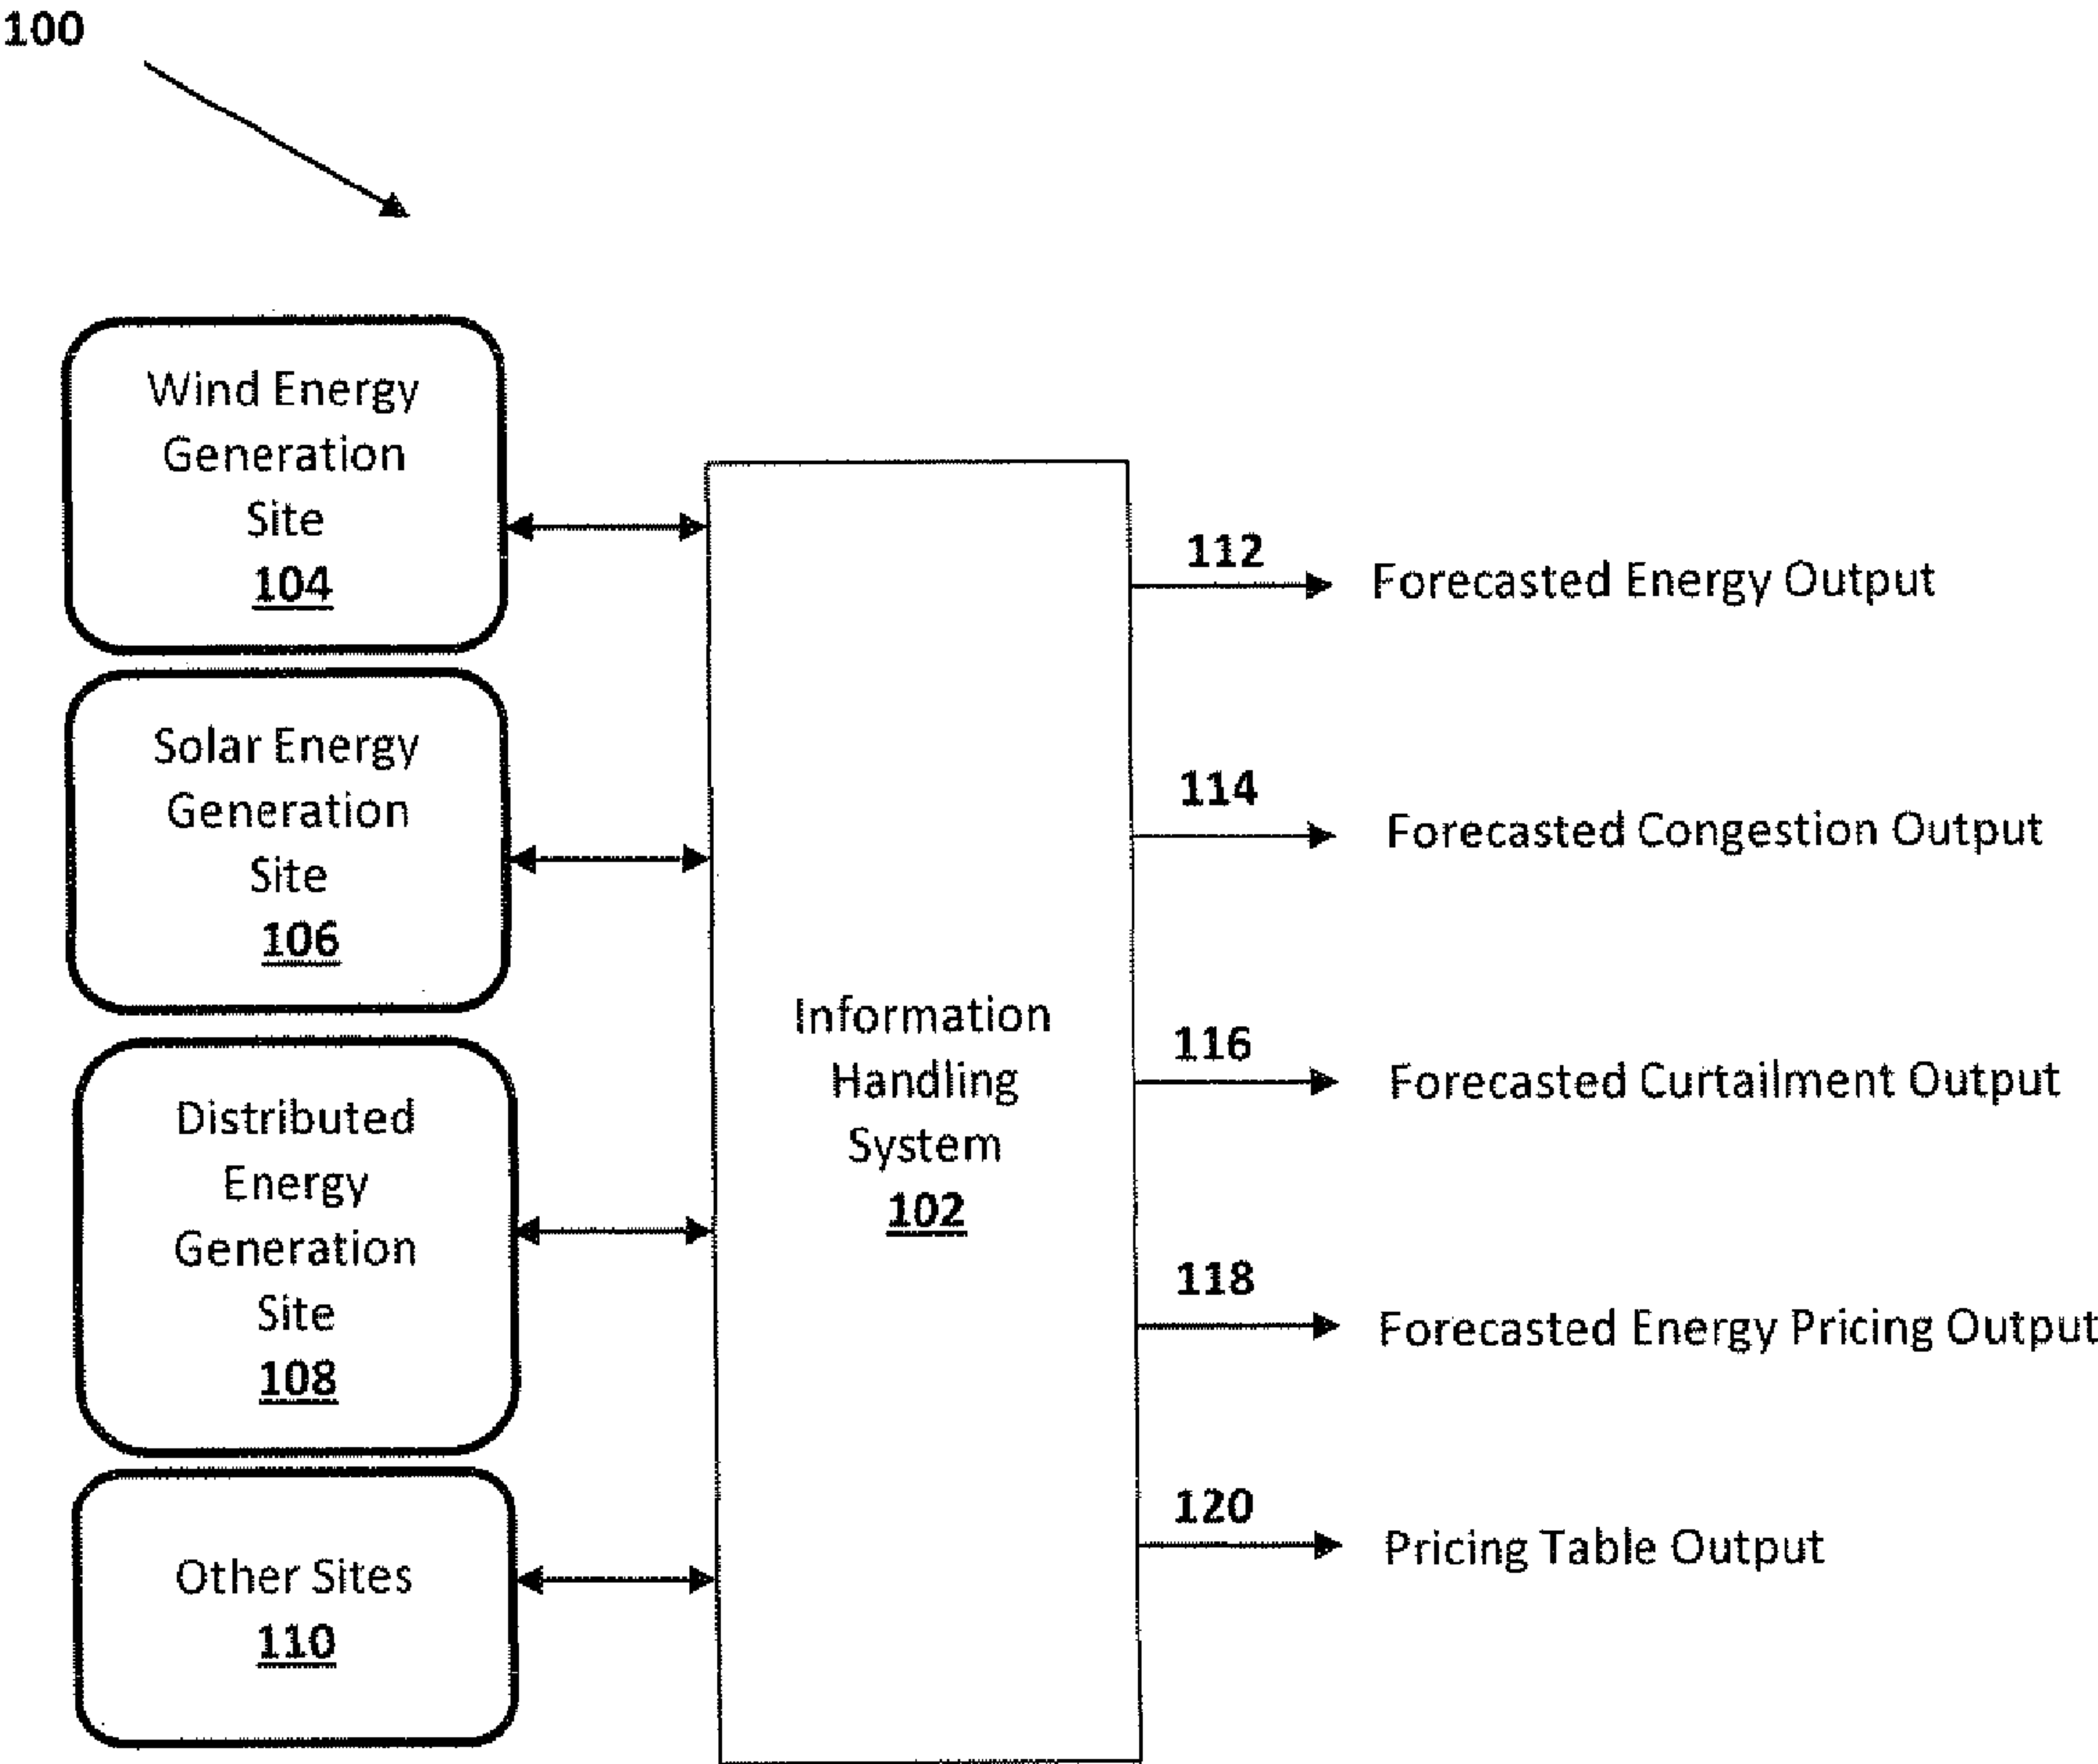 100
Wind Energy
Generation
Site
104
Solar Energy
Generation
Site
106
Distributed
Energy
Generation
Site
108
Other Sites
110
Information
Handling
System
102
112
Forecasted Energy Output
114
Forecasted Congestion Output
116
Forecasted Curtailment Output
118
Forecasted Energy Pricing Output
120
Pricing Table Output